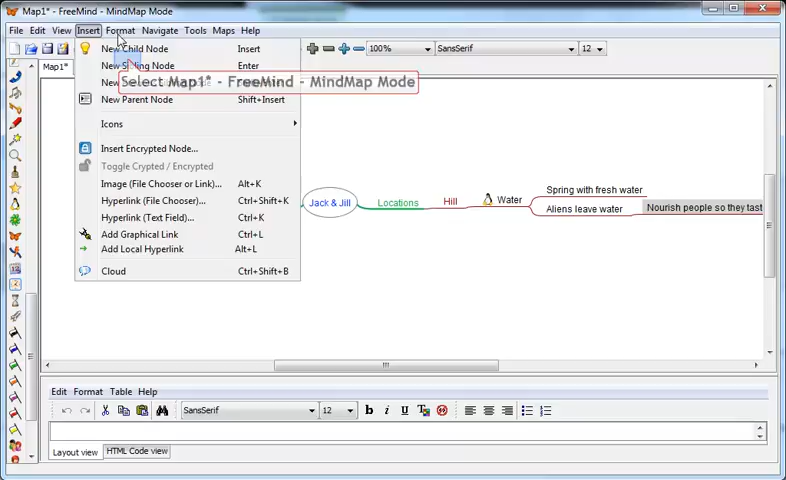 Map1* - FreeMind - MindMap Mode
File Edit View Insert Format Navigate Tools Maps Help
100% SansSerif 12
Map1*
New Child Node Insert
New Sibling Node Enter
New
Select Map1* - FreeMind - MindMap Mode
New Parent Node Shift+Insert
Icons
Insert Encrypted Node...
Toggle Crypted / Encrypted
Image (File Chooser or Link)... Alt+K
Hyperlink (File Chooser)... Ctrl+Shift+K
Hyperlink (Text Field)... Ctrl+K
Add Graphical Link Ctrl+L
Add Local Hyperlink Alt+L
Cloud Ctrl+Shift+B
Jack & Jill
Locations
Hill
Water
Spring with fresh water
Aliens leave water
Nourish people so they tast
Edit Format Table Help
SansSerif 12 b i U
Layout view HTML Code view